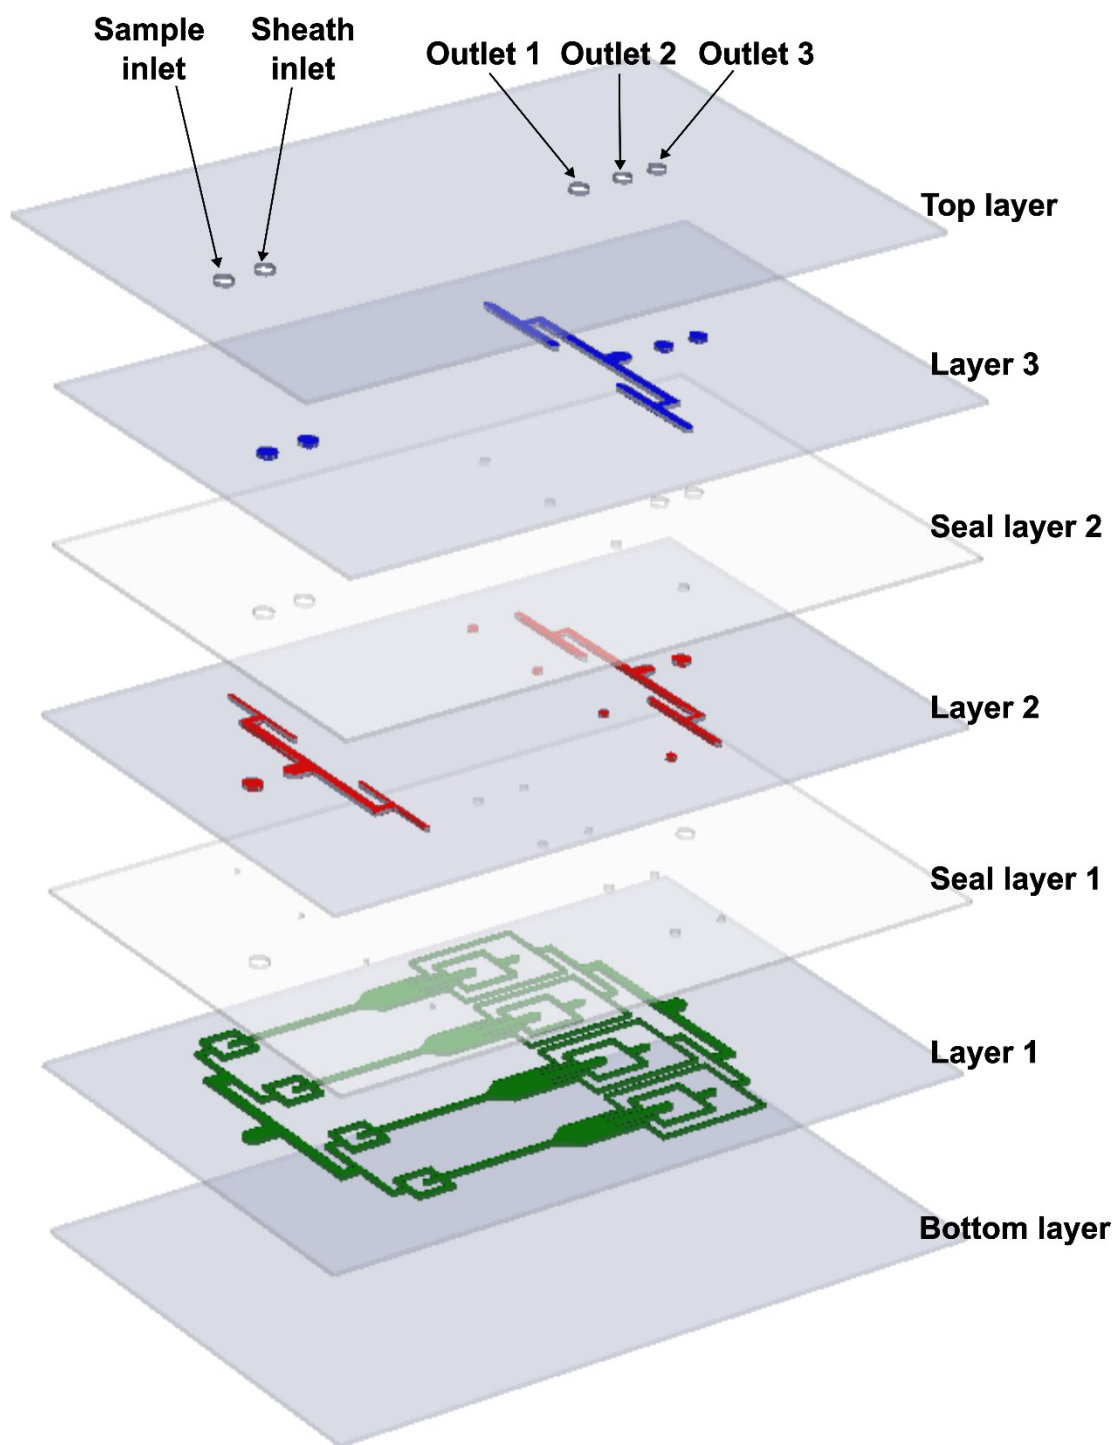 Sample
inlet
Sheath
inlet
Outlet 1
Outlet 2
Outlet 3
Top layer
Layer 3
Seal layer 2
Layer 2
Seal layer 1
Layer 1
Bottom layer